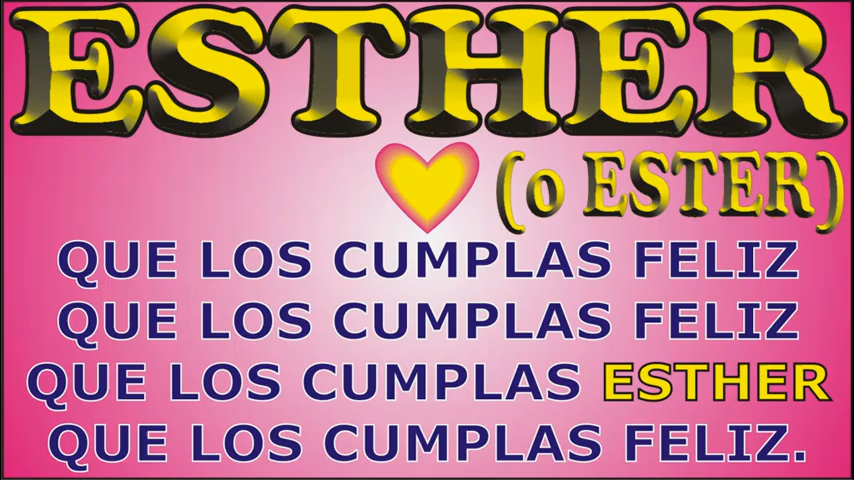 ESTHER
(o ESTER)
QUE LOS CUMPLAS FELIZ
QUE LOS CUMPLAS FELIZ
QUE LOS CUMPLAS ESTHER
QUE LOS CUMPLAS FELIZ.